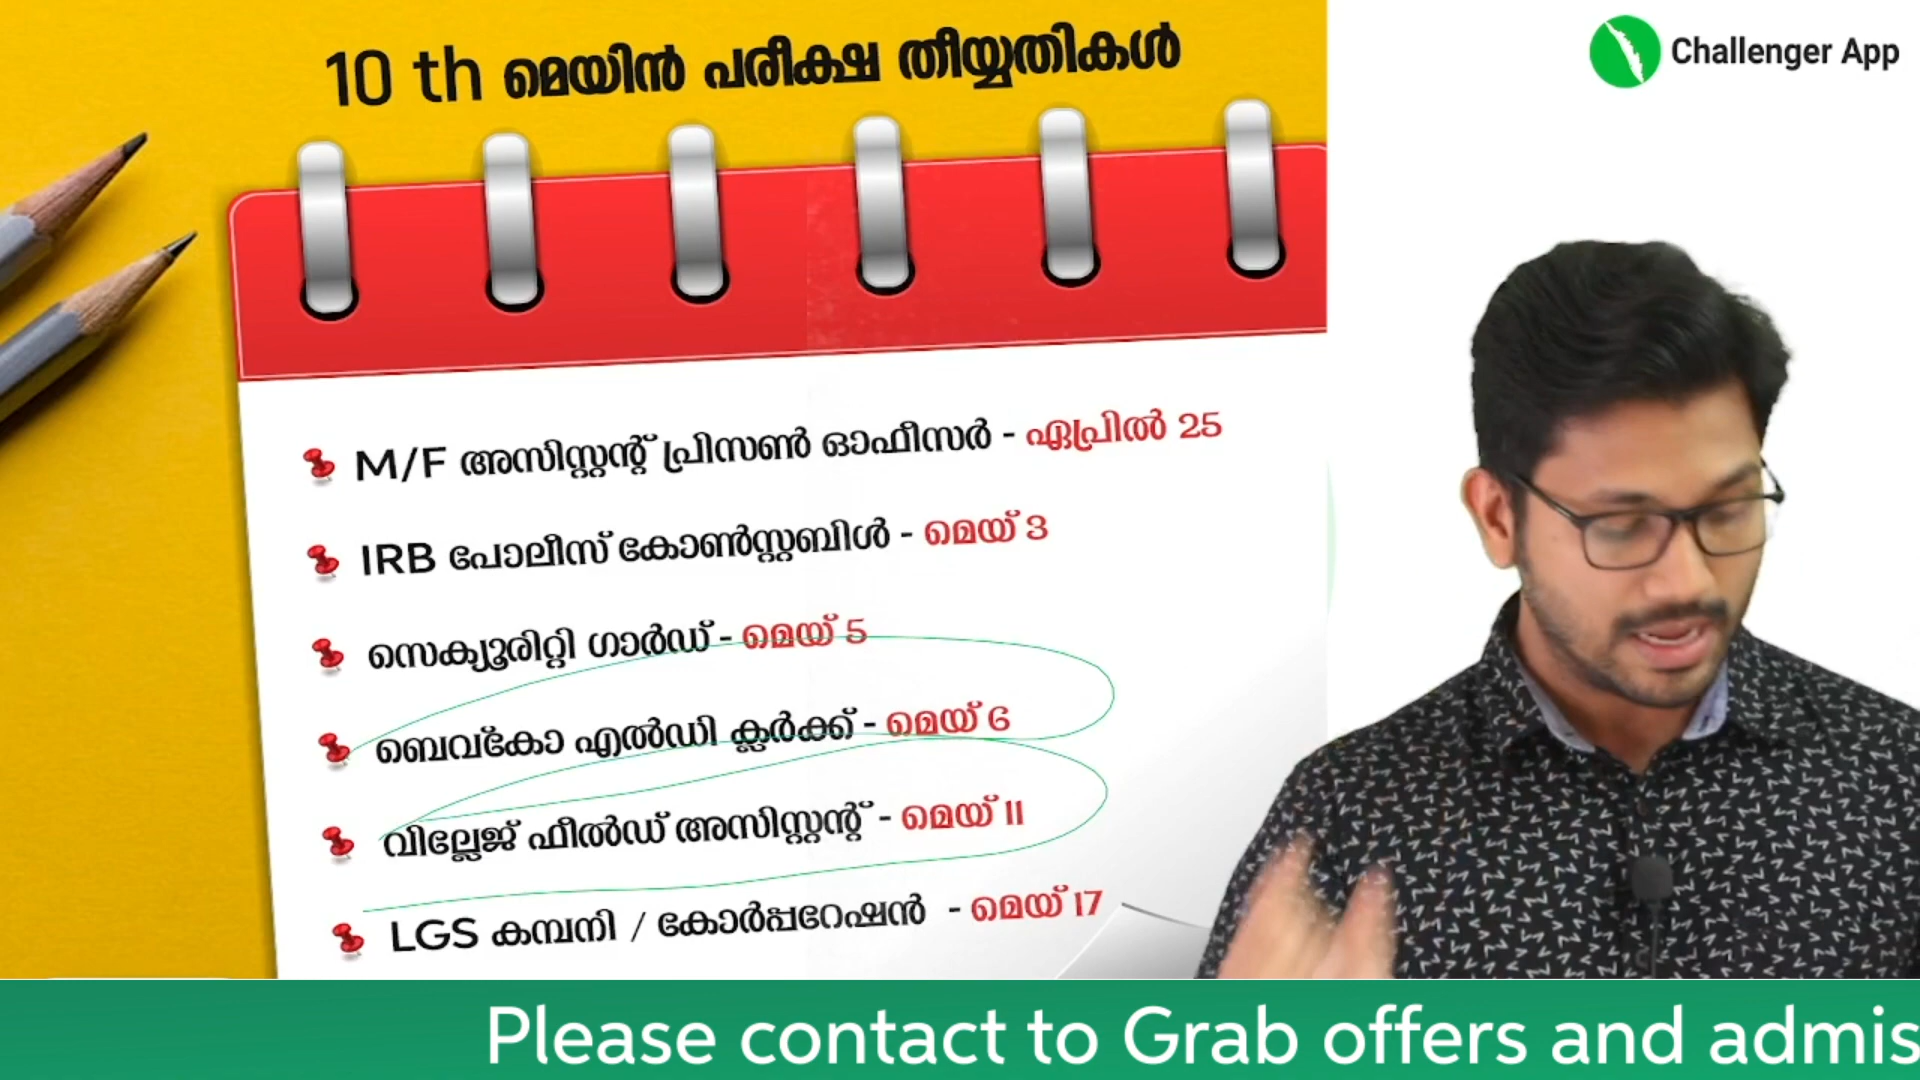 10 th മെയിൻ പരീക്ഷ തീയ്യതികൾ
Challenger App
M/F അസിസ്റ്റന്റ് പ്രിസൺ ഓഫീസർ - ഏപ്രിൽ 25
IRB പോലീസ് കോൺസ്റ്റബിൾ - മെയ് 3
സെക്യൂരിറ്റി ഗാർഡ് - മെയ് 5
ബെവ്കോ എൽഡി ക്ലർക്ക് - മെയ് 6
വില്ലേജ് ഫീൽഡ് അസിസ്റ്റന്റ് - മെയ് 11
LGS കമ്പനി / കോർപ്പറേഷൻ - മെയ് 17
Please contact to Grab offers and admis